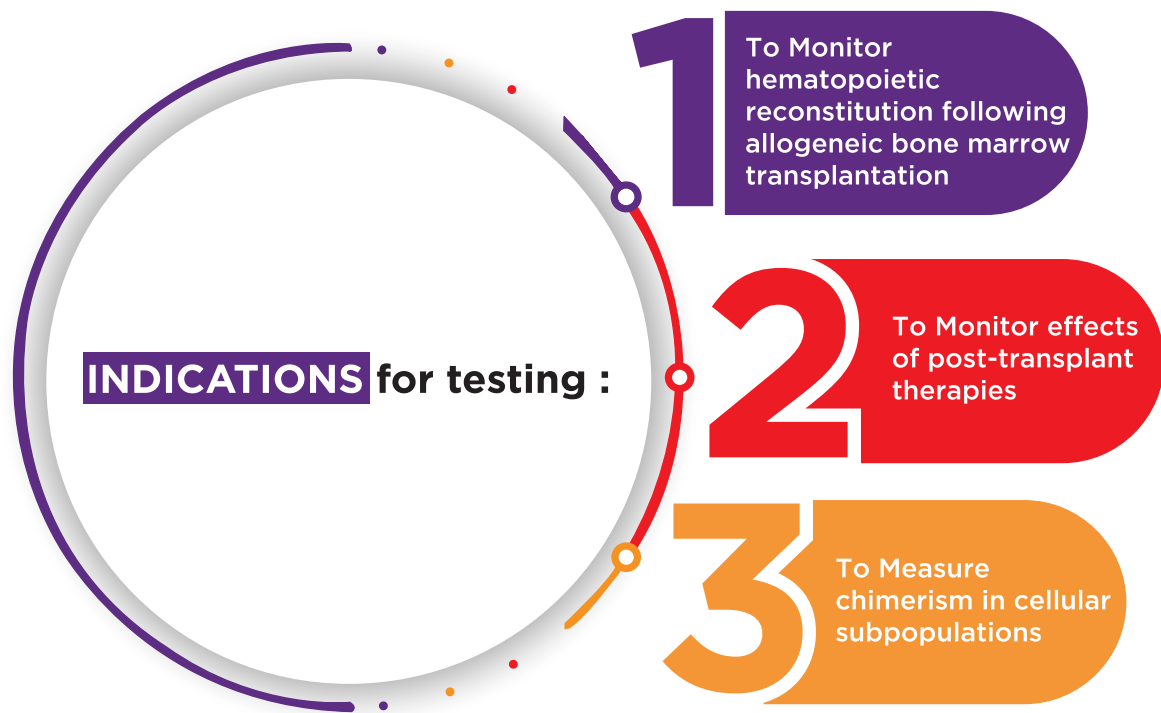 INDICATIONS for testing :
1
To Monitor
hematopoietic
reconstitution following
allogeneic bone marrow
transplantation
2
To Monitor effects
of post-transplant
therapies
3
To Measure
chimerism in cellular
subpopulations